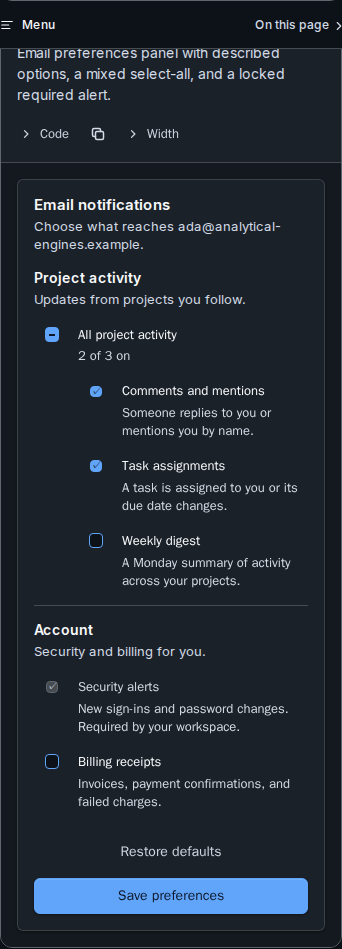 Menu
On this page
Email preferences panel with described
options, a mixed select-all, and a locked
required alert.
Code
Width
Email notifications
Choose what reaches ada@analytical-
engines.example.
Project activity
Updates from projects you follow.
All project activity
2 of 3 on
Comments and mentions
Someone replies to you or
mentions you by name.
Task assignments
A task is assigned to you or its
due date changes.
Weekly digest
A Monday summary of activity
across your projects.
Account
Security and billing for you.
Security alerts
New sign-ins and password changes.
Required by your workspace.
Billing receipts
Invoices, payment confirmations, and
failed charges.
Restore defaults
Save preferences